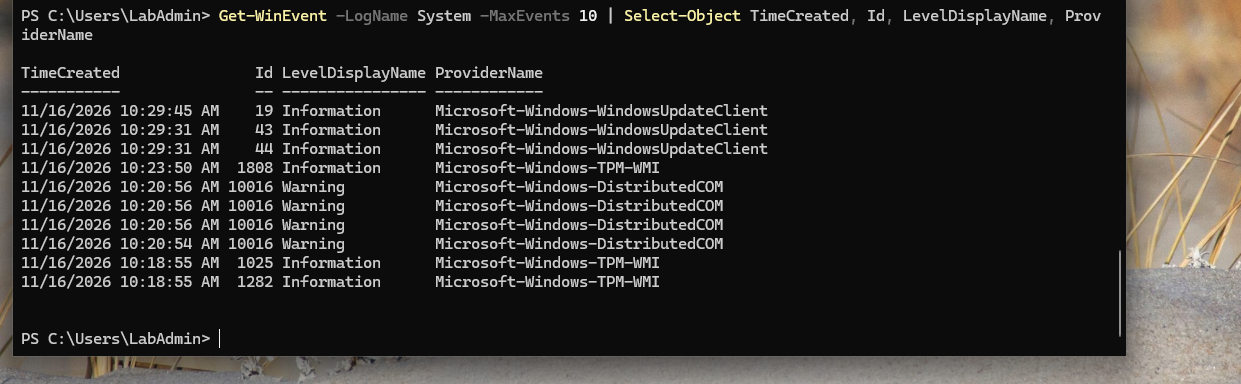 PS C:\Users\LabAdmin> Get-WinEvent -LogName System -MaxEvents 10 | Select-Object TimeCreated, Id, LevelDisplayName, Prov
iderName
TimeCreated Id LevelDisplayName ProviderName
----------- -- ---------------- ------------
11/16/2026 10:29:45 AM 19 Information Microsoft-Windows-WindowsUpdateClient
11/16/2026 10:29:31 AM 43 Information Microsoft-Windows-WindowsUpdateClient
11/16/2026 10:29:31 AM 44 Information Microsoft-Windows-WindowsUpdateClient
11/16/2026 10:23:50 AM 1808 Information Microsoft-Windows-TPM-WMI
11/16/2026 10:20:56 AM 10016 Warning Microsoft-Windows-DistributedCOM
11/16/2026 10:20:56 AM 10016 Warning Microsoft-Windows-DistributedCOM
11/16/2026 10:20:56 AM 10016 Warning Microsoft-Windows-DistributedCOM
11/16/2026 10:20:54 AM 10016 Warning Microsoft-Windows-DistributedCOM
11/16/2026 10:18:55 AM 1025 Information Microsoft-Windows-TPM-WMI
11/16/2026 10:18:55 AM 1282 Information Microsoft-Windows-TPM-WMI
PS C:\Users\LabAdmin>